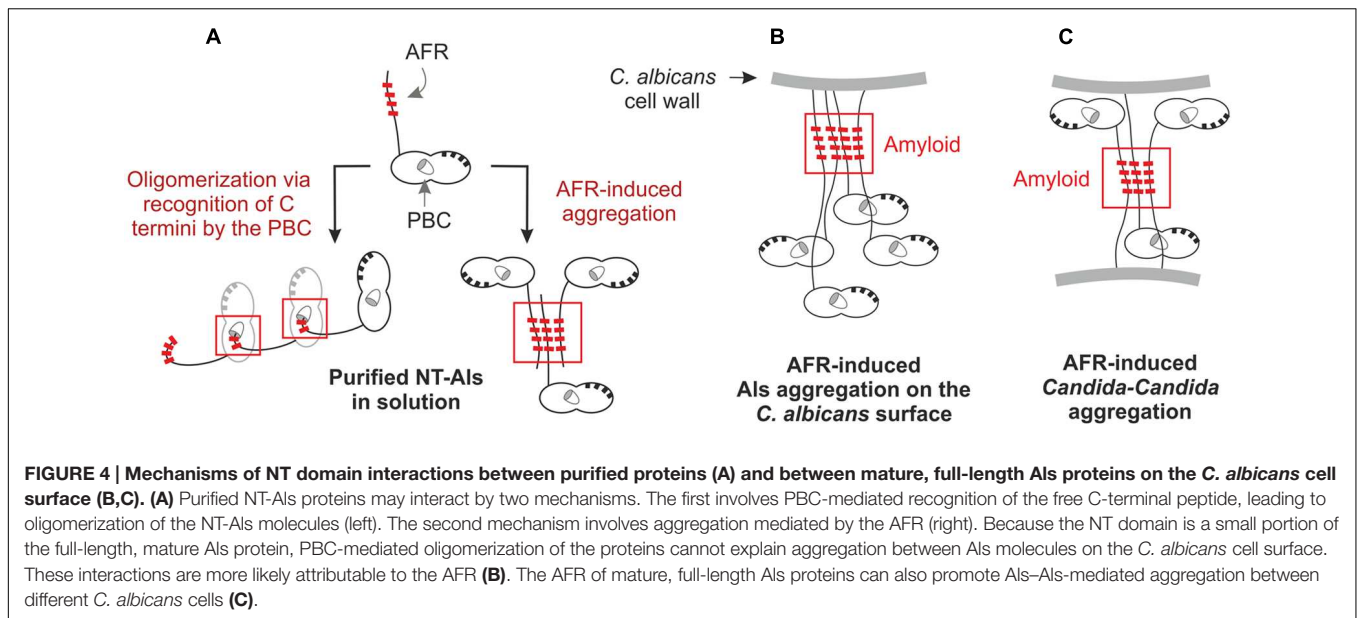 A
B
C
AFR
C. albicans
cell wall
Amyloid
Amyloid
Oligomerization via
recognition of C
termini by the PBC
PBC
AFR-induced
aggregation
Purified NT-Als
in solution
AFR-induced
Als aggregation on the
C. albicans surface
AFR-induced
Candida-Candida
aggregation
FIGURE 4 | Mechanisms of NT domain interactions between purified proteins (A) and between mature, full-length Als proteins on the C. albicans cell
surface (B,C). (A) Purified NT-Als proteins may interact by two mechanisms. The first involves PBC-mediated recognition of the free C-terminal peptide, leading to
oligomerization of the NT-Als molecules (left). The second mechanism involves aggregation mediated by the AFR (right). Because the NT domain is a small portion of
the full-length, mature Als protein, PBC-mediated oligomerization of the proteins cannot explain aggregation between Als molecules on the C. albicans cell surface.
These interactions are more likely attributable to the AFR (B). The AFR of mature, full-length Als proteins can also promote Als–Als-mediated aggregation between
different C. albicans cells (C).